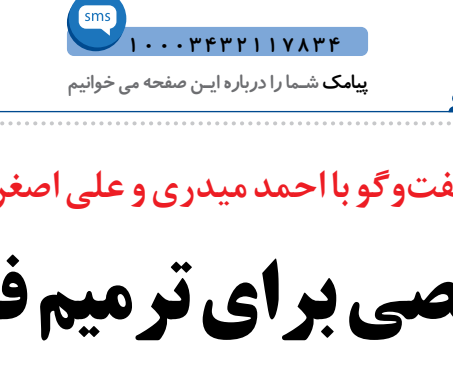 sms
۱۰۰۰۳۴۳۲۱۱۷۸۳۴
پیامک شما را درباره این صفحه می خوانیم
فت‌وگو با احمد میدری و علی اصغر
صی برای ترمیم ف